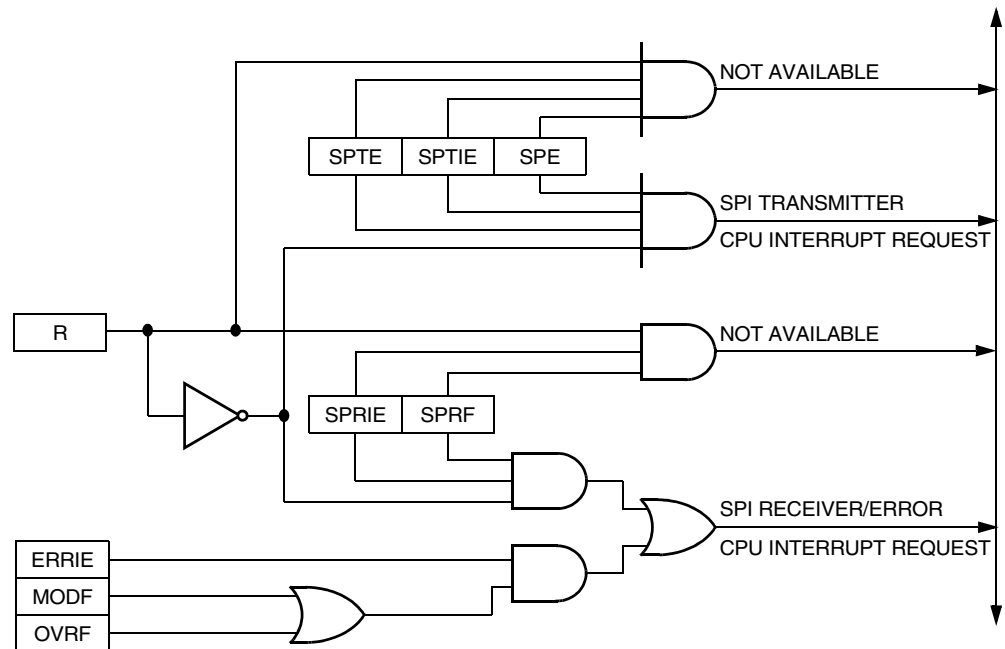 NOT AVAILABLE
SPTE SPTIE SPE
SPI TRANSMITTER
CPU INTERRUPT REQUEST
R
NOT AVAILABLE
SPRIE SPRF
SPI RECEIVER/ERROR
CPU INTERRUPT REQUEST
ERRIE
MODF
OVRF